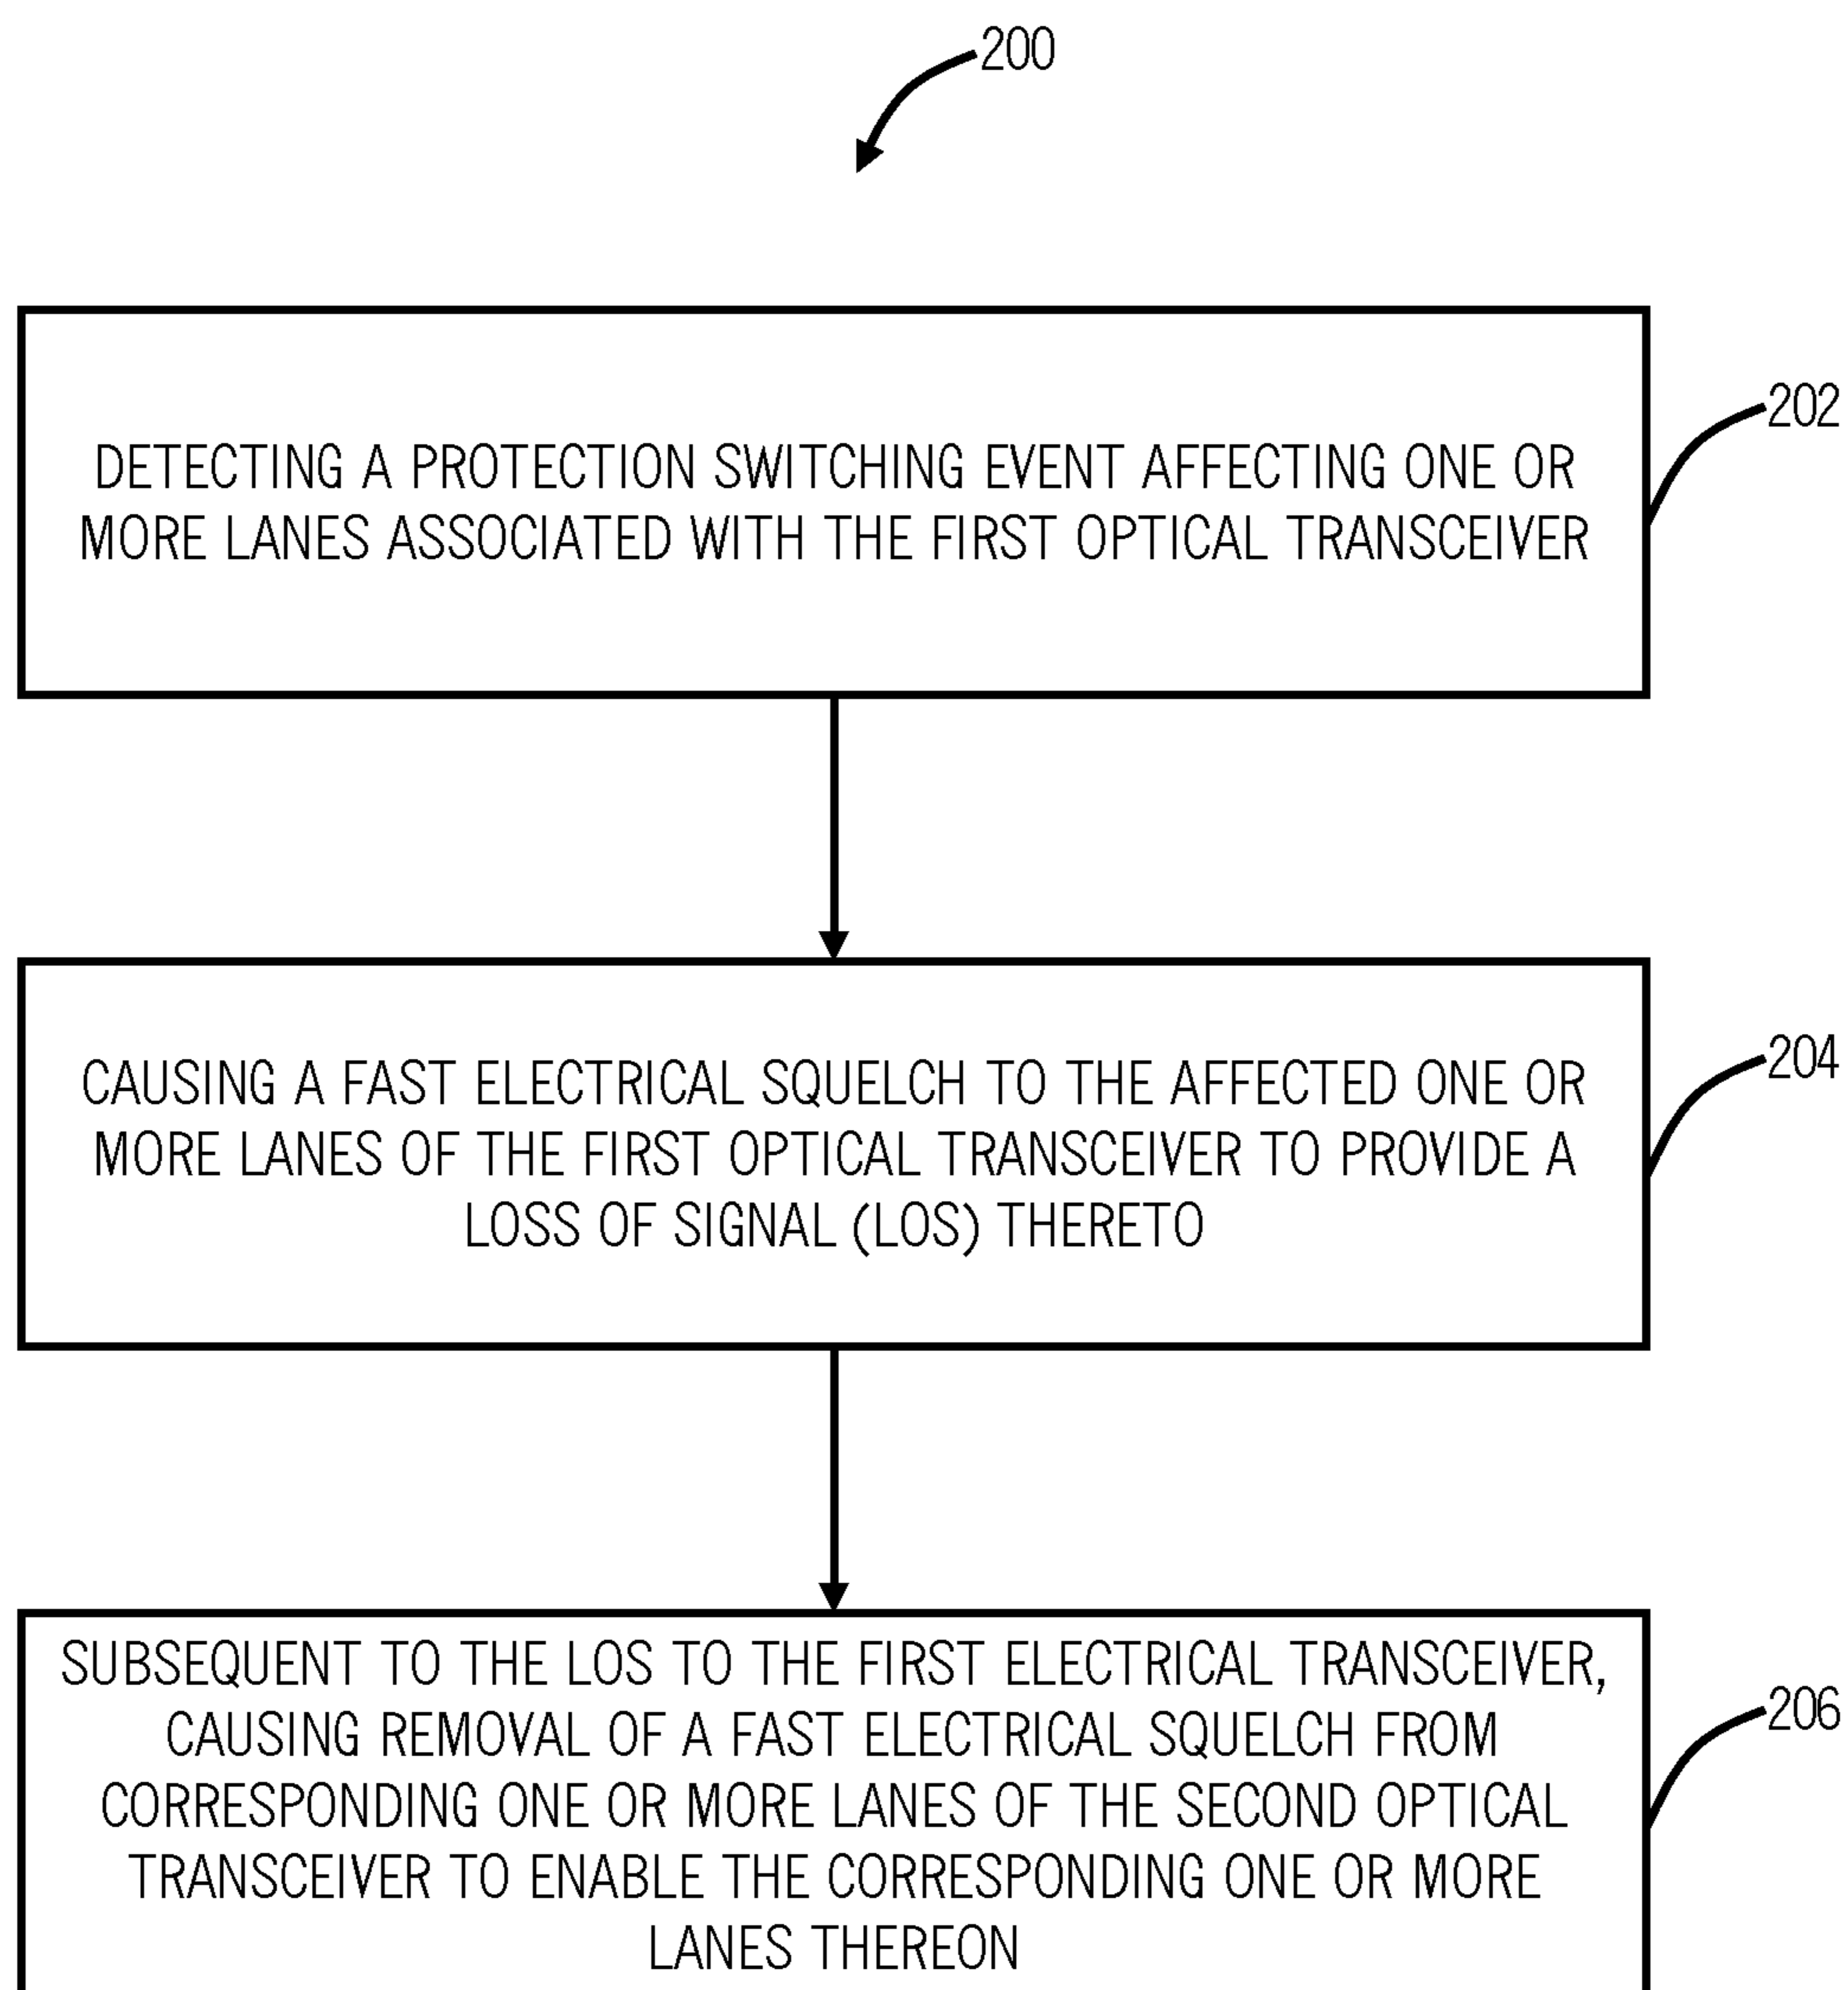 200
202
DETECTING A PROTECTION SWITCHING EVENT AFFECTING ONE OR
MORE LANES ASSOCIATED WITH THE FIRST OPTICAL TRANSCEIVER
204
CAUSING A FAST ELECTRICAL SQUELCH TO THE AFFECTED ONE OR
MORE LANES OF THE FIRST OPTICAL TRANSCEIVER TO PROVIDE A
LOSS OF SIGNAL (LOS) THERETO
206
SUBSEQUENT TO THE LOS TO THE FIRST ELECTRICAL TRANSCEIVER,
CAUSING REMOVAL OF A FAST ELECTRICAL SQUELCH FROM
CORRESPONDING ONE OR MORE LANES OF THE SECOND OPTICAL
TRANSCEIVER TO ENABLE THE CORRESPONDING ONE OR MORE
LANES THEREON